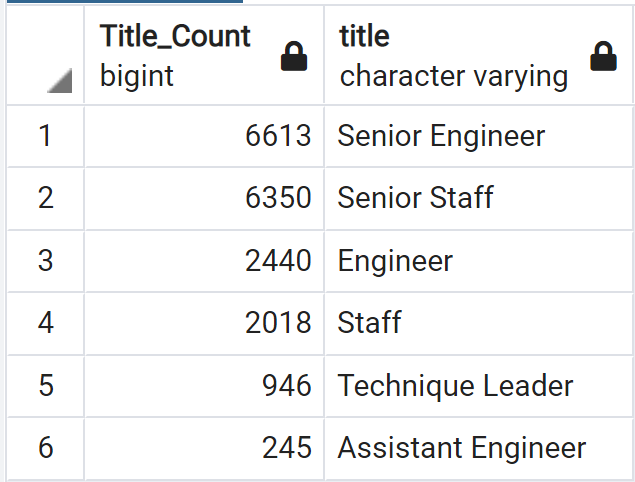 Title_Count title
bigint character varying
1 6613 Senior Engineer
2 6350 Senior Staff
3 2440 Engineer
4 2018 Staff
5 946 Technique Leader
6 245 Assistant Engineer